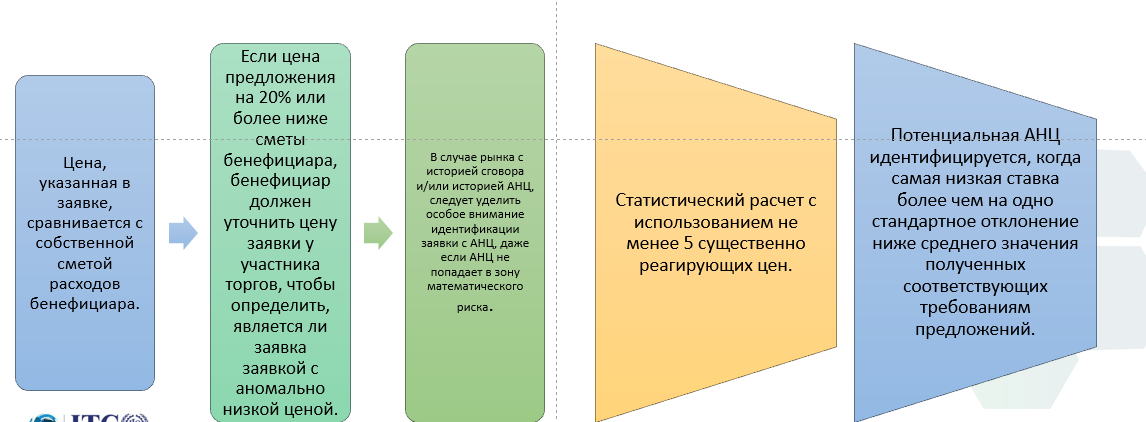 Цена,
указанная в
заявке,
сравнивается с
собственной
сметой
расходов
бенефициара.
Если цена
предложения
на 20% или
более ниже
сметы
бенефициара,
бенефициар
должен
уточнить цену
заявки у
участника
торгов, чтобы
определить,
является ли
заявка
заявкой с
аномально
низкой ценой.
В случае рынка с
историей сговора
и/или историей АНЦ,
следует уделить
особое внимание
идентификации
заявки с АНЦ, даже
если АНЦ не
попадает в зону
математического
риска.
Статистический расчет с
использованием не
менее 5 существенно
реагирующих цен.
Потенциальная АНЦ
идентифицируется, когда
самая низкая ставка
более чем на одно
стандартное отклонение
ниже среднего значения
полученных
соответствующих
требованиям
предложений.
ITC